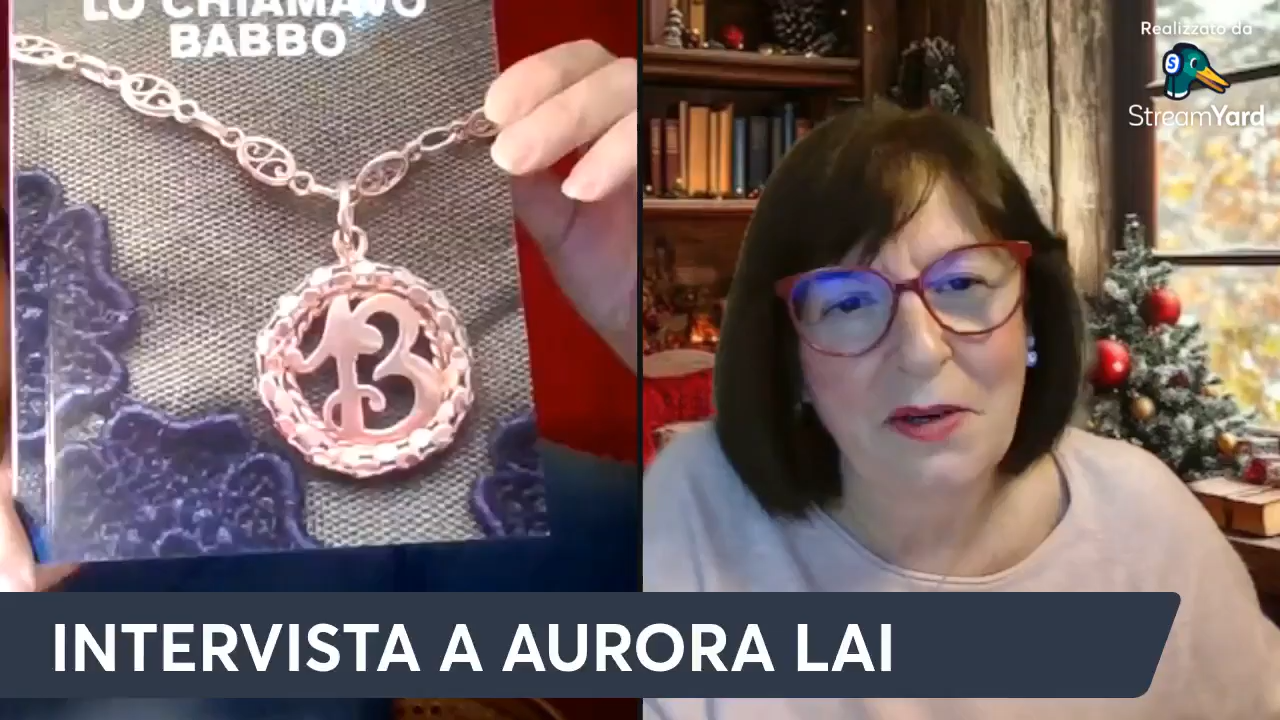 LO CHIAMAVO
BABBO
13
Realizzato da
S
StreamYard
INTERVISTA A AURORA LAI